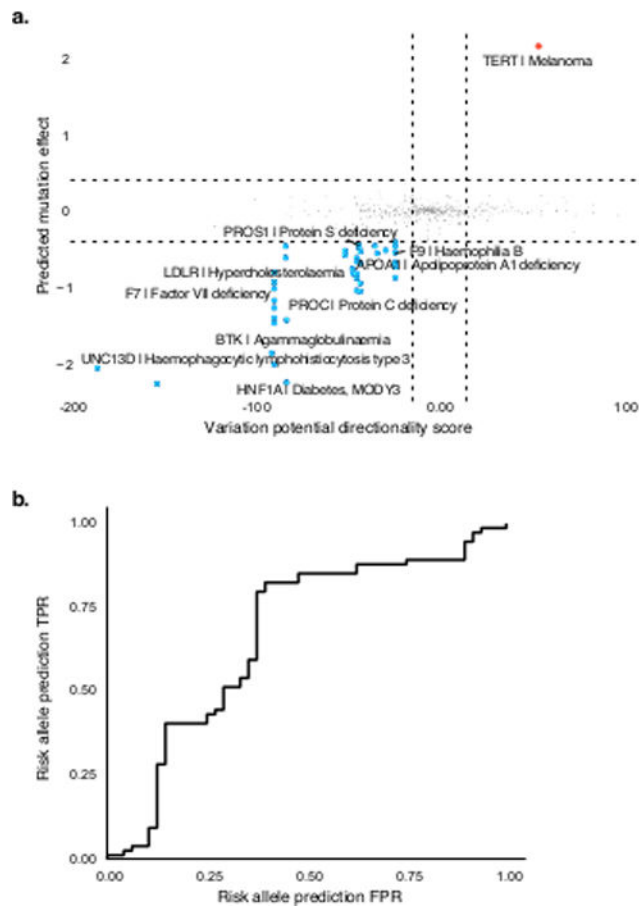 a.
Predicted mutation effect
2
1
0
−1
−2
TERT | Melanoma
PROS1 | Protein S deficiency
F9 | Haemophilia B
APOA1 | Apolipoprotein A1 deficiency
LDLR | Hypercholesterolaemia
F7 | Factor VII deficiency
PROC | Protein C deficiency
BTK | Agammaglobulinaemia
UNC13D | Haemophagocytic lymphohistiocytosis type 3
HNF1A | Diabetes, MODY3
-200 -100 0.00 100
Variation potential directionality score
b.
Risk allele prediction TPR
1.00
0.75
0.50
0.25
0.00
0.00 0.25 0.50 0.75 1.00
Risk allele prediction FPR